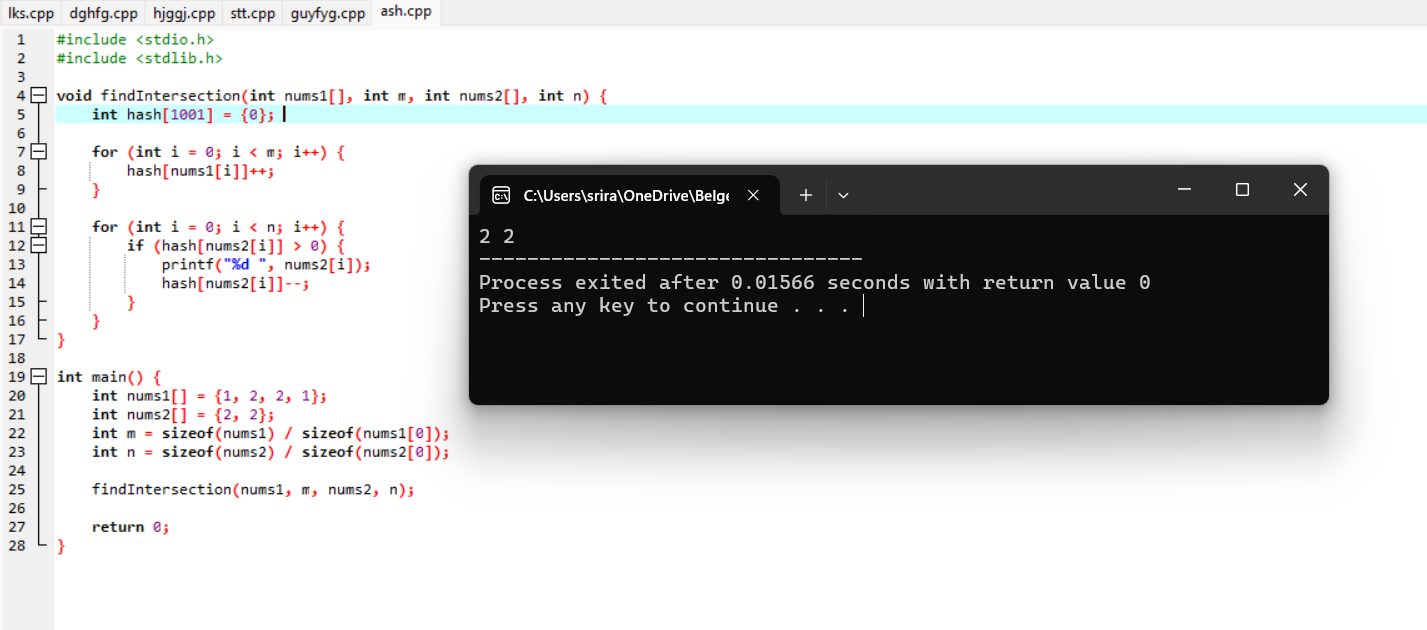 lks.cpp dghfg.cpp hjggj.cpp stt.cpp guyfyg.cpp ash.cpp
1 #include <stdio.h>
2 #include <stdlib.h>
3
4 void findIntersection(int nums1[], int m, int nums2[], int n) {
5     int hash[1001] = {0};
6
7     for (int i = 0; i < m; i++) {
8         hash[nums1[i]]++;
9     }
10
11     for (int i = 0; i < n; i++) {
12         if (hash[nums2[i]] > 0) {
13             printf("%d ", nums2[i]);
14             hash[nums2[i]]--;
15         }
16     }
17 }
18
19 int main() {
20     int nums1[] = {1, 2, 2, 1};
21     int nums2[] = {2, 2};
22     int m = sizeof(nums1) / sizeof(nums1[0]);
23     int n = sizeof(nums2) / sizeof(nums2[0]);
24
25     findIntersection(nums1, m, nums2, n);
26
27     return 0;
28 }
C:\Users\srira\OneDrive\Belge
2 2
--------------------------------
Process exited after 0.01566 seconds with return value 0
Press any key to continue . . .